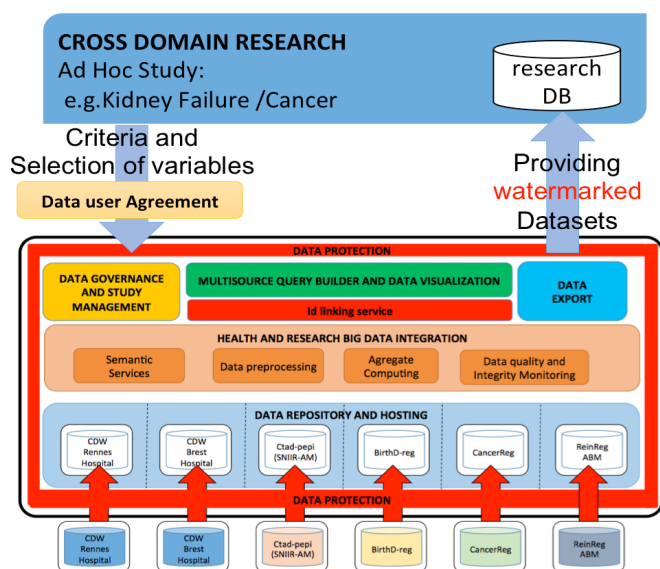 CROSS DOMAIN RESEARCH
Ad Hoc Study:
e.g.Kidney Failure /Cancer
research
DB
Criteria and
Selection of variables
Data user Agreement
Providing
watermarked
Datasets
DATA PROTECTION
DATA GOVERNANCE
AND STUDY
MANAGEMENT
MULTISOURCE QUERY BUILDER AND DATA VISUALIZATION
Id linking service
DATA
EXPORT
HEALTH AND RESEARCH BIG DATA INTEGRATION
Semantic
Services
Data preprocessing
Agregate
Computing
Data quality and
Integrity Monitoring
DATA REPOSITORY AND HOSTING
CDW
Rennes
Hospital
CDW
Brest
Hospital
Ctad-pepi
(SNIIR-AM)
BirthD-reg
CancerReg
ReinReg
ABM
DATA PROTECTION
CDW
Rennes
Hospital
CDW
Brest
Hospital
Ctad-pepi
(SNIIR-AM)
BirthD-reg
CancerReg
ReinReg
ABM